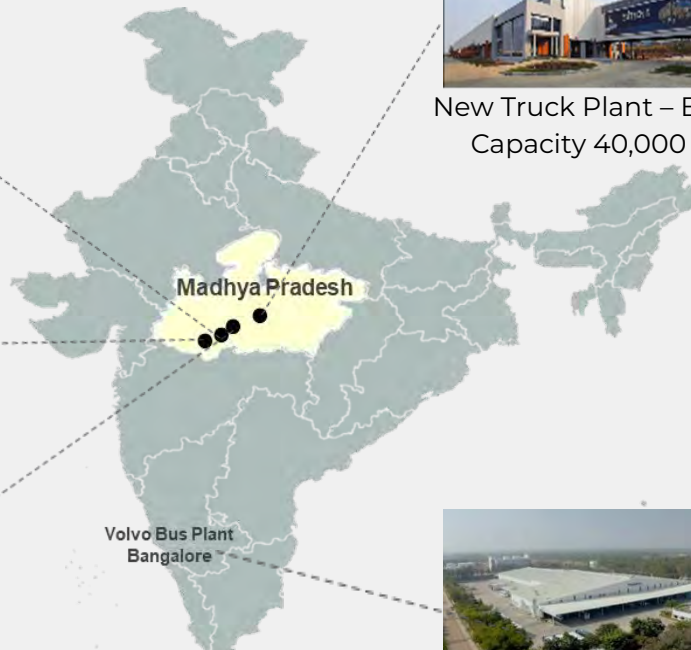 New Truck Plant –
Capacity 40,000
Madhya Pradesh
Volvo Bus Plant
Bangalore